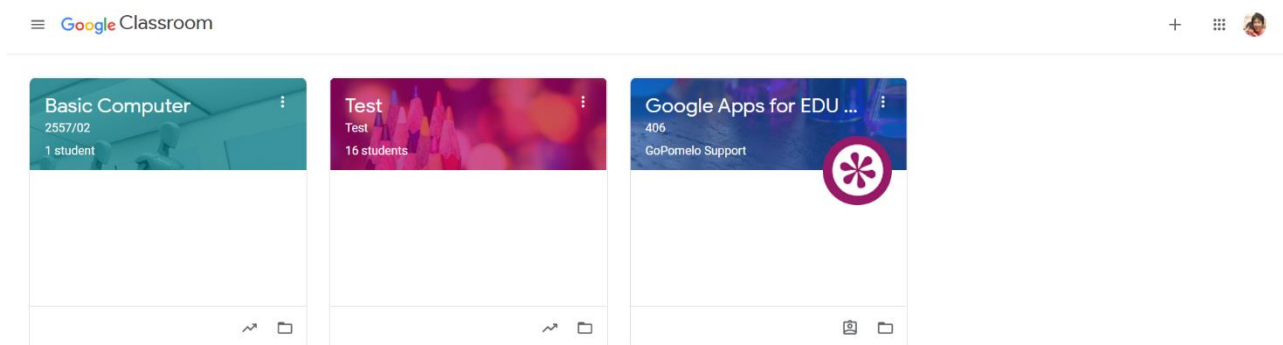 Google Classroom
Basic Computer
2557/02
1 student
Test
Test
16 students
Google Apps for EDU ...
406
GoPomelo Support